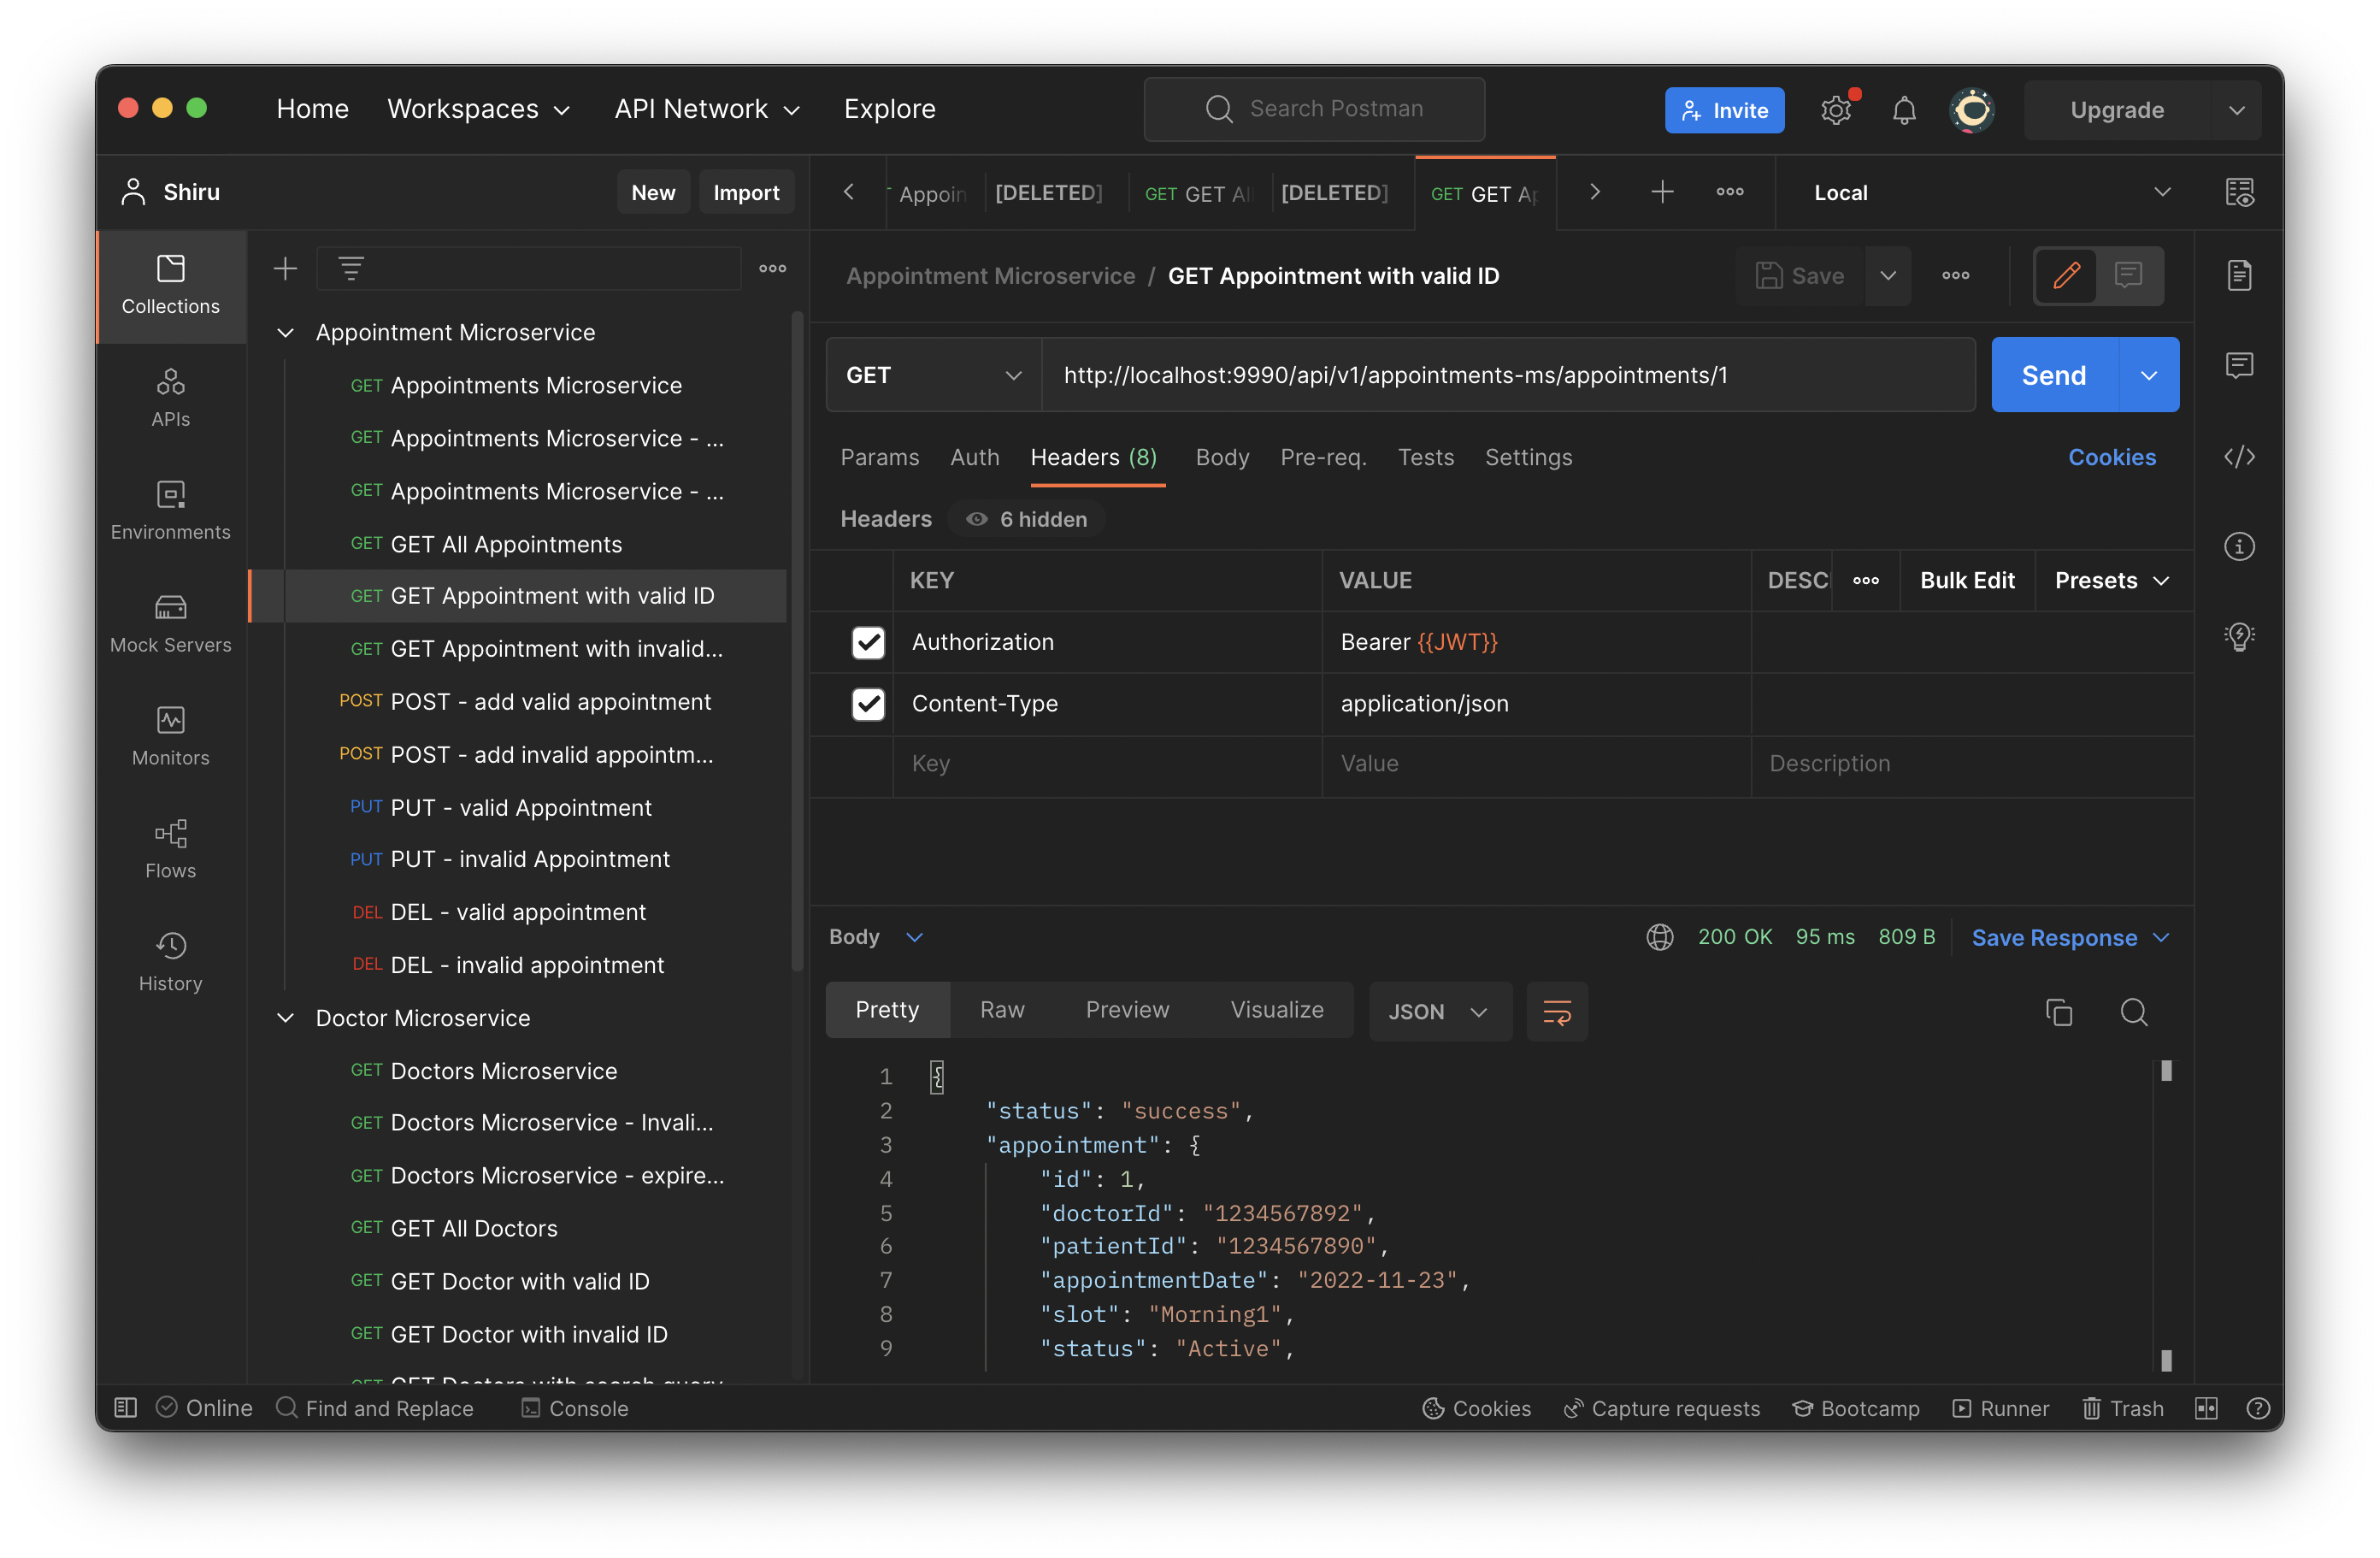 Home Workspaces API Network Explore Search Postman Invite Upgrade
Shiru New Import
Appoin [DELETED] GET GET Al [DELETED] GET GET Ap Local
Collections
APIs
Environments
Mock Servers
Monitors
Flows
History
Appointment Microservice
GET Appointments Microservice
GET Appointments Microservice - ...
GET Appointments Microservice - ...
GET GET All Appointments
GET GET Appointment with valid ID
GET GET Appointment with invalid...
POST POST - add valid appointment
POST POST - add invalid appointm...
PUT PUT - valid Appointment
PUT PUT - invalid Appointment
DEL DEL - valid appointment
DEL DEL - invalid appointment
Doctor Microservice
GET Doctors Microservice
GET Doctors Microservice - Invali...
GET Doctors Microservice - expire...
GET GET All Doctors
GET GET Doctor with valid ID
GET GET Doctor with invalid ID
GET GET Doctors with search query
Appointment Microservice / GET Appointment with valid ID Save
GET http://localhost:9990/api/v1/appointments-ms/appointments/1 Send
Params Auth Headers (8) Body Pre-req. Tests Settings Cookies
Headers 6 hidden
KEY VALUE DESC Bulk Edit Presets
Authorization Bearer {{JWT}}
Content-Type application/json
Key Value Description
Body 200 OK 95 ms 809 B Save Response
Pretty Raw Preview Visualize JSON
1 {
2 "status": "success",
3 "appointment": {
4 "id": 1,
5 "doctorId": "1234567892",
6 "patientId": "1234567890",
7 "appointmentDate": "2022-11-23",
8 "slot": "Morning1",
9 "status": "Active",
Online Find and Replace Console Cookies Capture requests Bootcamp Runner Trash